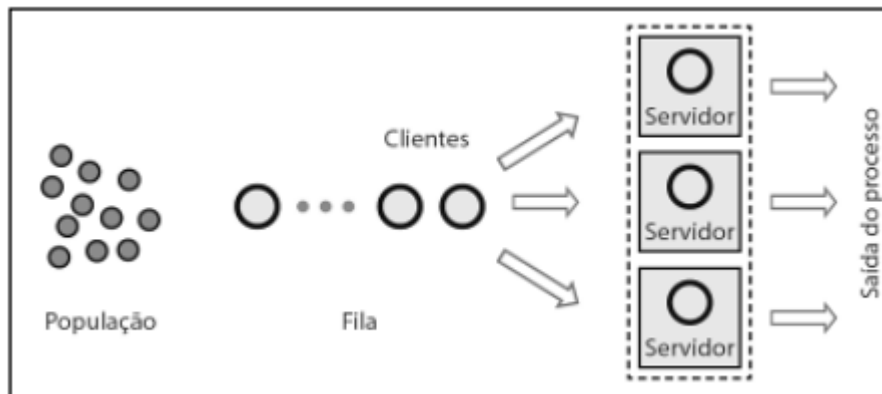 Clientes
População
Fila
Servidor
Servidor
Servidor
Saída do processo